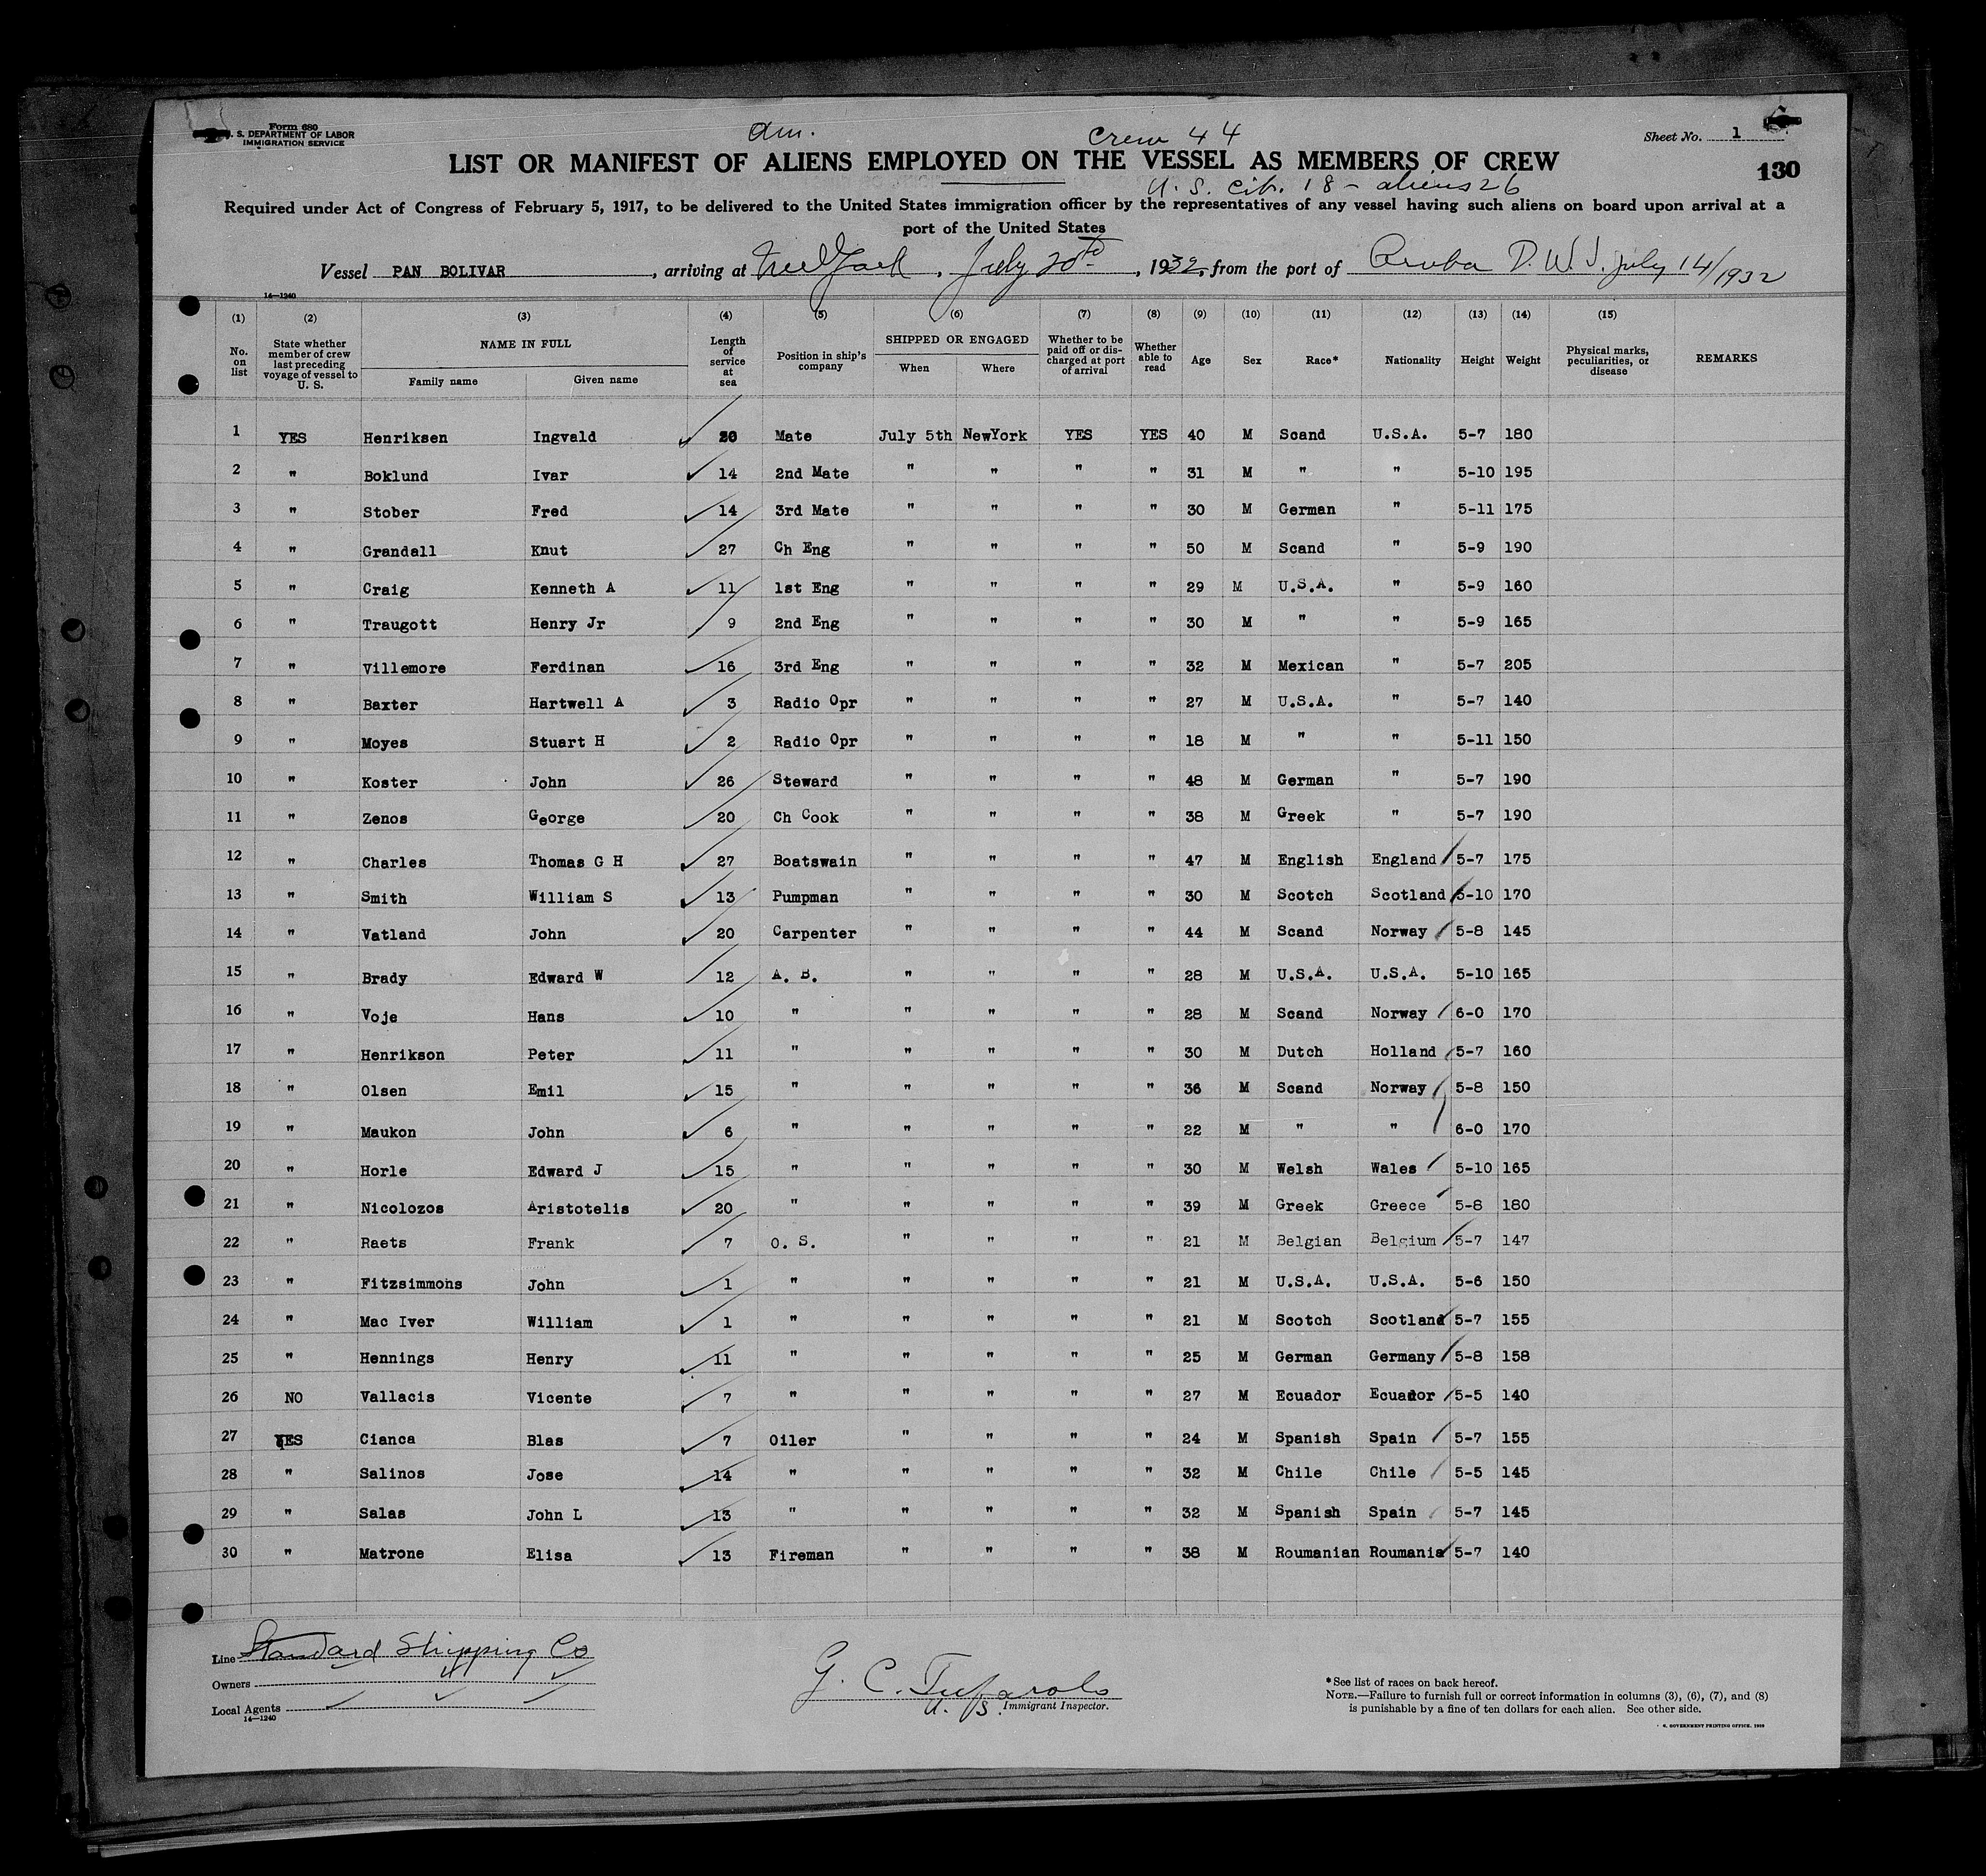 Form 680
U. S. DEPARTMENT OF LABOR
IMMIGRATION SERVICE
am.
Crew 44
Sheet No. 1
LIST OR MANIFEST OF ALIENS EMPLOYED ON THE VESSEL AS MEMBERS OF CREW
130
U. S. Cit. 18 - aliens 26
Required under Act of Congress of February 5, 1917, to be delivered to the United States immigration officer by the representatives of any vessel having such aliens on board upon arrival at a
port of the United States
Vessel PAN BOLIVAR, arriving at New York, July 20th, 1932, from the port of Aruba D.W.I. July 14/1932
14—1240
(1) (2) (3) (4) (5) (6) (7) (8) (9) (10) (11) (12) (13) (14) (15)
No. on list State whether member of crew last preceding voyage of vessel to U. S. NAME IN FULL Family name Given name Length of service at sea Position in ship's company SHIPPED OR ENGAGED When Where Whether to be paid off or discharged at port of arrival Whether able to read Age Sex Race* Nationality Height Weight Physical marks, peculiarities, or disease REMARKS
1 YES Henriksen Ingvald 20 Mate July 5th NewYork YES YES 40 M Scand U.S.A. 5-7 180
2 " Boklund Ivar 14 2nd Mate " " " " 31 M " " 5-10 195
3 " Stober Fred 14 3rd Mate " " " " 30 M German " 5-11 175
4 " Grandall Knut 27 Ch Eng " " " " 50 M Scand " 5-9 190
5 " Craig Kenneth A 11 1st Eng " " " " 29 M U.S.A. " 5-9 160
6 " Traugott Henry Jr 9 2nd Eng " " " " 30 M " " 5-9 165
7 " Villemore Ferdinan 16 3rd Eng " " " " 32 M Mexican " 5-7 205
8 " Baxter Hartwell A 3 Radio Opr " " " " 27 M U.S.A. " 5-7 140
9 " Moyes Stuart H 2 Radio Opr " " " " 18 M " " 5-11 150
10 " Koster John 26 Steward " " " " 48 M German " 5-7 190
11 " Zenos George 20 Ch Cook " " " " 38 M Greek " 5-7 190
12 " Charles Thomas G H 27 Boatswain " " " " 47 M English England 5-7 175
13 " Smith William S 13 Pumpman " " " " 30 M Scotch Scotland 5-10 170
14 " Vatland John 20 Carpenter " " " " 44 M Scand Norway 5-8 145
15 " Brady Edward W 12 A. B. " " " " 28 M U.S.A. U.S.A. 5-10 165
16 " Voje Hans 10 " " " " " 28 M Scand Norway 6-0 170
17 " Henrikson Peter 11 " " " " " 30 M Dutch Holland 5-7 160
18 " Olsen Emil 15 " " " " " 36 M Scand Norway 5-8 150
19 " Maukon John 6 " " " " " 22 M " " 6-0 170
20 " Horle Edward J 15 " " " " " 30 M Welsh Wales 5-10 165
21 " Nicolozos Aristotelis 20 " " " " " 39 M Greek Greece 5-8 180
22 " Raets Frank 7 O. S. " " " " 21 M Belgian Belgium 5-7 147
23 " Fitzsimmons John 1 " " " " " 21 M U.S.A. U.S.A. 5-6 150
24 " Mac Iver William 1 " " " " " 21 M Scotch Scotland 5-7 155
25 " Hennings Henry 11 " " " " " 25 M German Germany 5-8 158
26 NO Vallacis Vicente 7 " " " " " 27 M Ecuador Ecuador 5-5 140
27 YES Cianca Blas 7 Oiler " " " " 24 M Spanish Spain 5-7 155
28 " Salinos Jose 14 " " " " " 32 M Chile Chile 5-5 145
29 " Salas John L 13 " " " " " 32 M Spanish Spain 5-7 145
30 " Matrone Elisa 13 Fireman " " " " 38 M Roumanian Roumania 5-7 140
Line Standard Shipping Co
Owners
Local Agents
14—1240
G. C.
U. S. Immigrant Inspector.
*See list of races on back hereof.
NOTE.—Failure to furnish full or correct information in columns (3), (6), (7), and (8)
is punishable by a fine of ten dollars for each alien. See other side.
GOVERNMENT PRINTING OFFICE